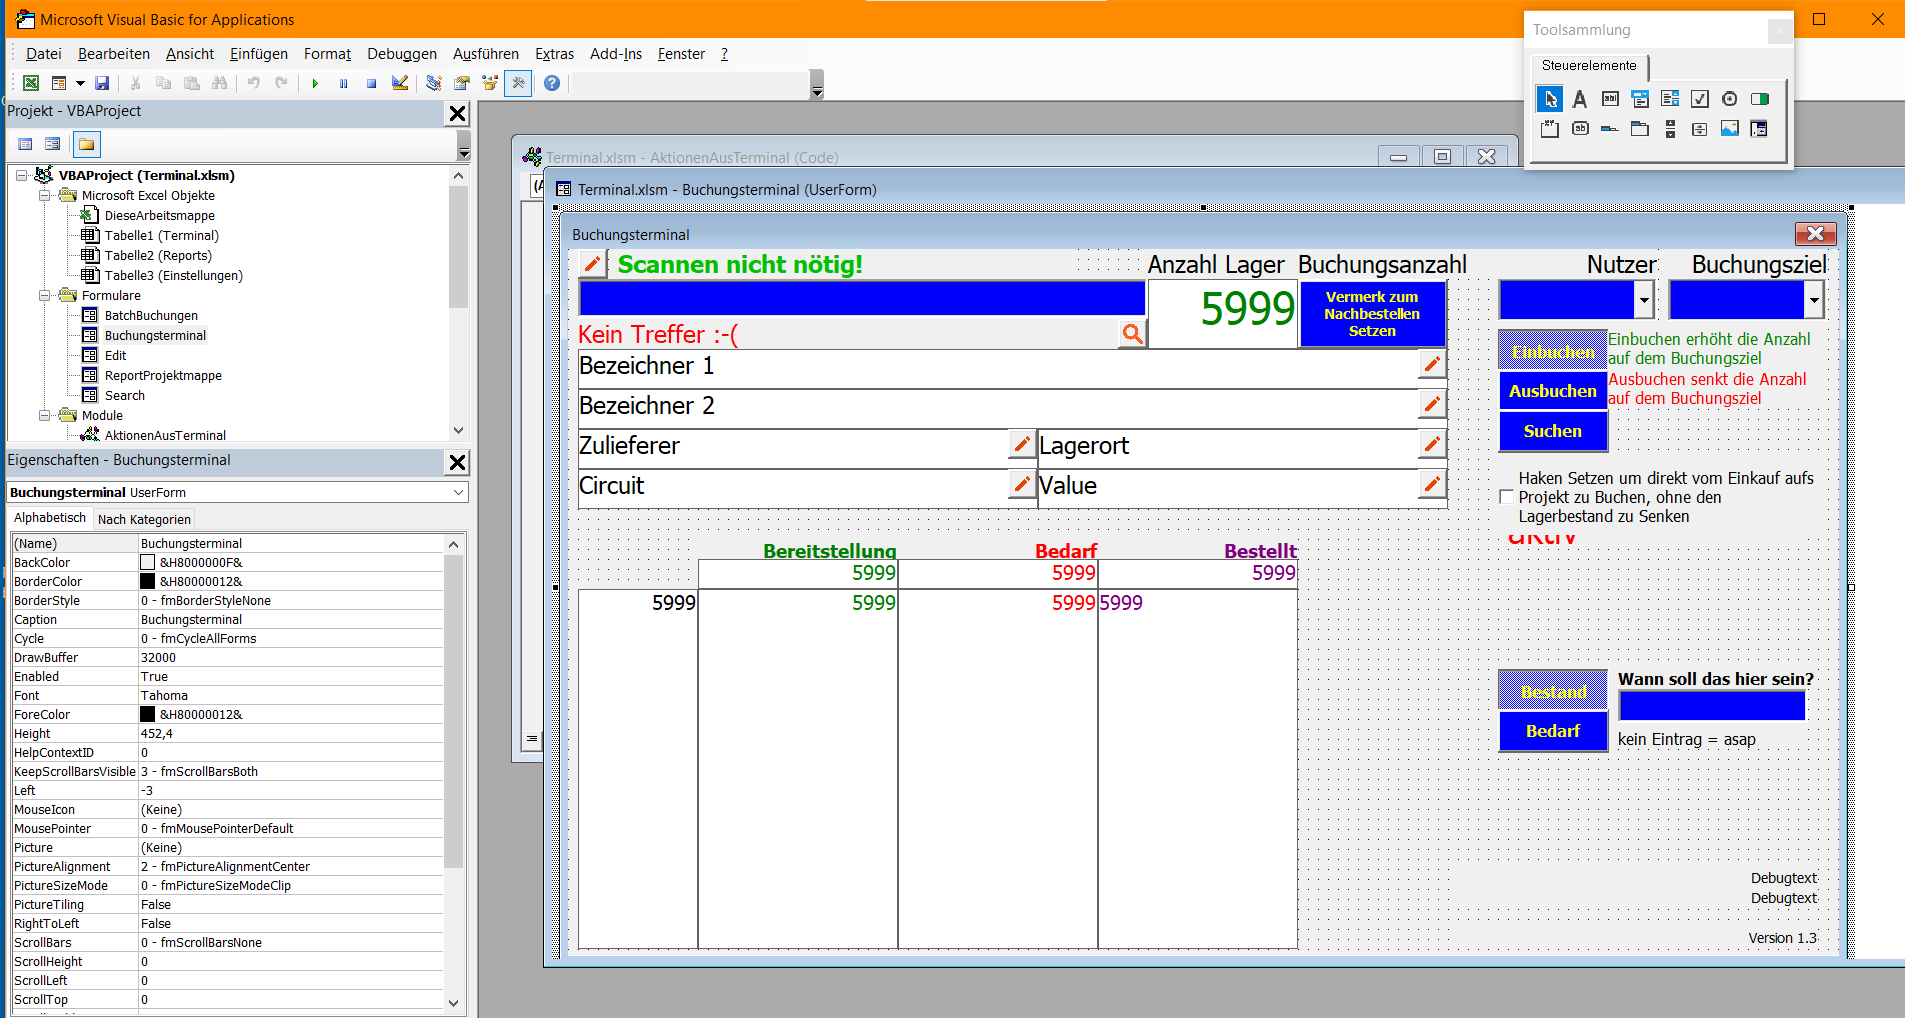 Microsoft Visual Basic for Applications
Datei Bearbeiten Ansicht Einfügen Format Debuggen Ausführen Extras Add-Ins Fenster ?
Toolsammlung
Steuerelemente
Projekt - VBAProject
VBAProject (Terminal.xlsm)
Microsoft Excel Objekte
DieseArbeitsmappe
Tabelle1 (Terminal)
Tabelle2 (Reports)
Tabelle3 (Einstellungen)
Formulare
BatchBuchungen
Buchungsterminal
Edit
ReportProjektmappe
Search
Module
AktionenAusTerminal
Eigenschaften - Buchungsterminal
Buchungsterminal UserForm
Alphabetisch Nach Kategorien
(Name) Buchungsterminal
BackColor &H8000000F&
BorderColor &H80000012&
BorderStyle 0 - fmBorderStyleNone
Caption Buchungsterminal
Cycle 0 - fmCycleAllForms
DrawBuffer 32000
Enabled True
Font Tahoma
ForeColor &H80000012&
Height 452,4
HelpContextID 0
KeepScrollBarsVisible 3 - fmScrollBarsBoth
Left -3
MouseIcon (Keine)
MousePointer 0 - fmMousePointerDefault
Picture (Keine)
PictureAlignment 2 - fmPictureAlignmentCenter
PictureSizeMode 0 - fmPictureSizeModeClip
PictureTiling False
RightToLeft False
ScrollBars 0 - fmScrollBarsNone
ScrollHeight 0
ScrollLeft 0
ScrollTop 0
Terminal.xlsm - AktionenAusTerminal (Code)
Terminal.xlsm - Buchungsterminal (UserForm)
Buchungsterminal
Scannen nicht nötig! Anzahl Lager Buchungsanzahl Nutzer Buchungsziel
5999
Vermerk zum
Nachbestellen
Setzen
Kein Treffer :-(
Bezeichner 1
Bezeichner 2
Zulieferer Lagerort
Circuit Value
Einbuchen
Einbuchen erhöht die Anzahl
auf dem Buchungsziel
Ausbuchen
Ausbuchen senkt die Anzahl
auf dem Buchungsziel
Suchen
Haken Setzen um direkt vom Einkauf aufs
Projekt zu Buchen, ohne den
Lagerbestand zu Senken
aktiv
Bereitstellung Bedarf Bestellt
5999 5999 5999
5999 5999 5999 5999
Bestand
Wann soll das hier sein?
Bedarf
kein Eintrag = asap
Debugtext
Debugtext
Version 1.3